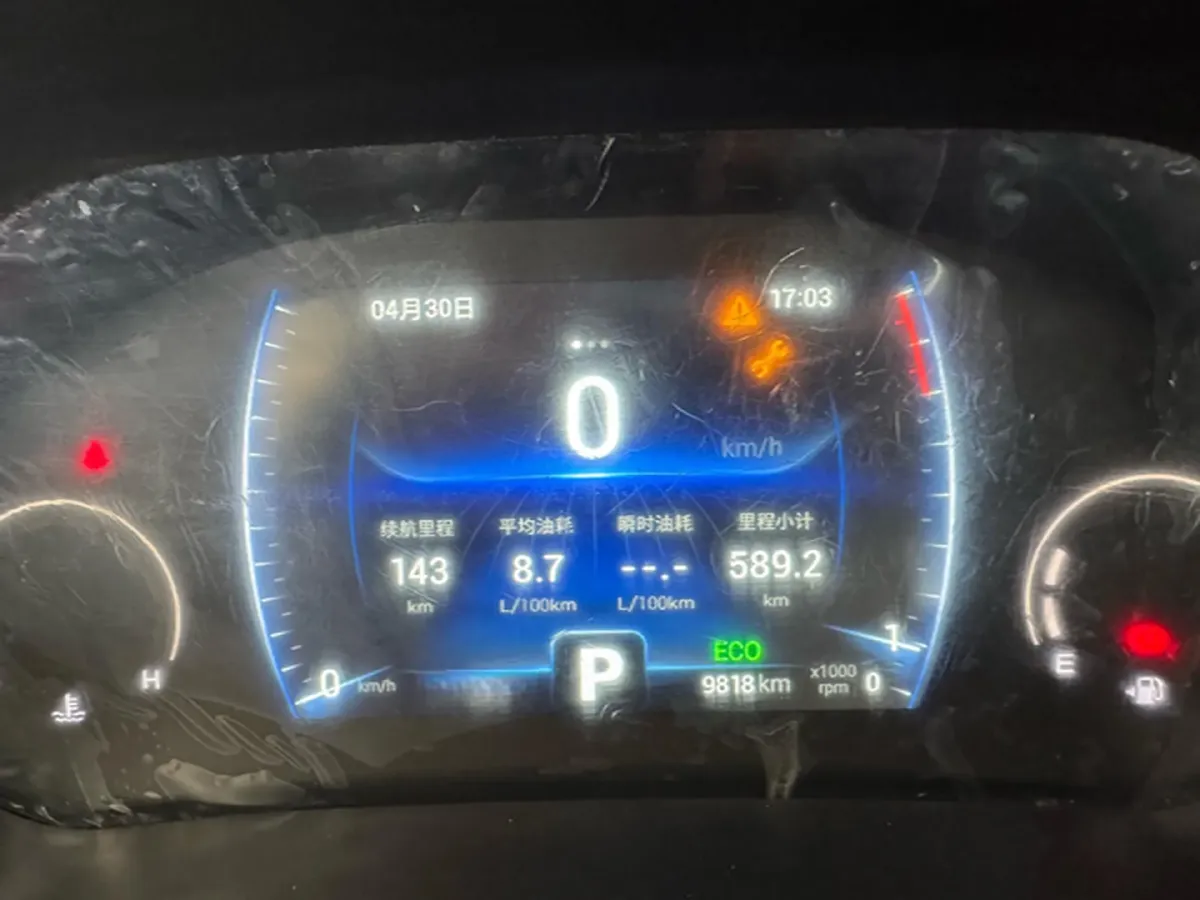 04月30日
17:03
0
km/h
续航里程
143
km
平均油耗
8.7
L/100km
瞬时油耗
--.-
L/100km
里程小计
589.2
km
H
0 km/h
P
ECO
9818km
x1000
rpm
1
0
E